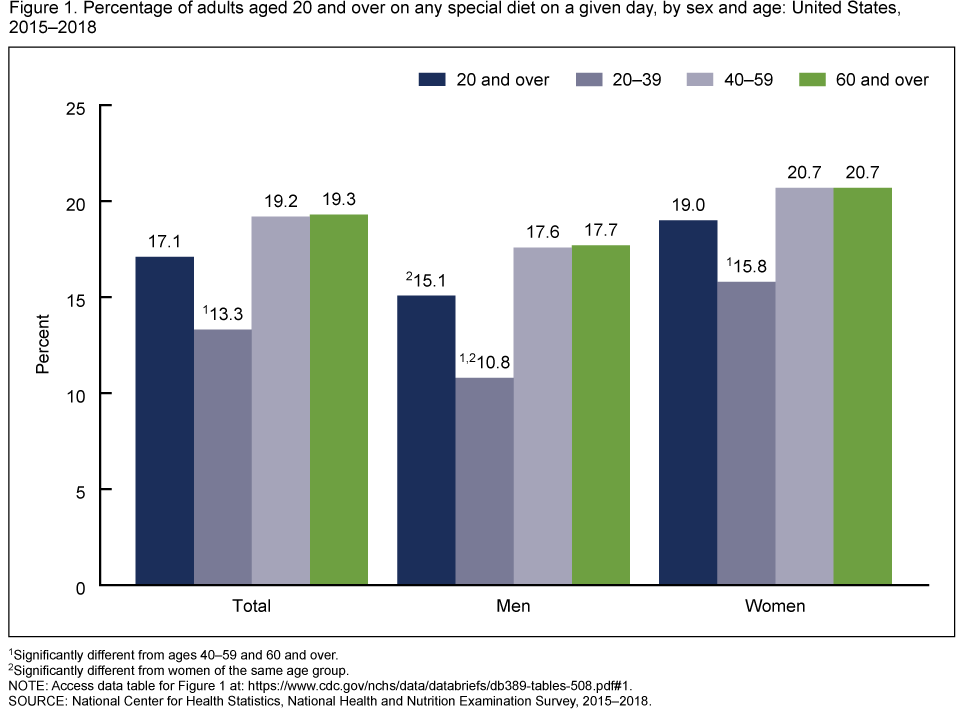 Figure 1. Percentage of adults aged 20 and over on any special diet on a given day, by sex and age: United States,
2015–2018
20 and over 20–39 40–59 60 and over
25
20
15
10
5
0
Percent
17.1
¹13.3
19.2
19.3
²15.1
¹,²10.8
17.6
17.7
19.0
¹15.8
20.7
20.7
Total Men Women
¹Significantly different from ages 40–59 and 60 and over.
²Significantly different from women of the same age group.
NOTE: Access data table for Figure 1 at: https://www.cdc.gov/nchs/data/databriefs/db389-tables-508.pdf#1.
SOURCE: National Center for Health Statistics, National Health and Nutrition Examination Survey, 2015–2018.